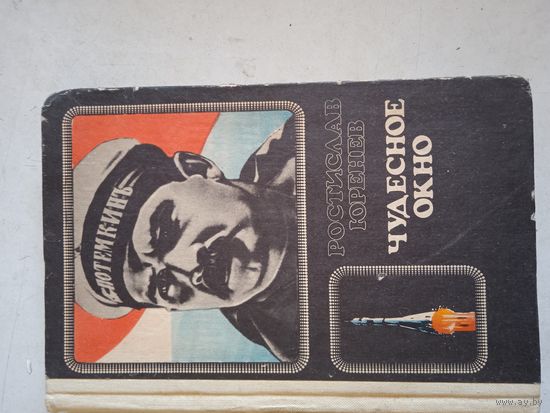 РОСТИСЛАВ
ЮРЕНЕВ
ЧУДЕСНОЕ
ОКНО
ПОТЕМКИНЪ
www.ay.by